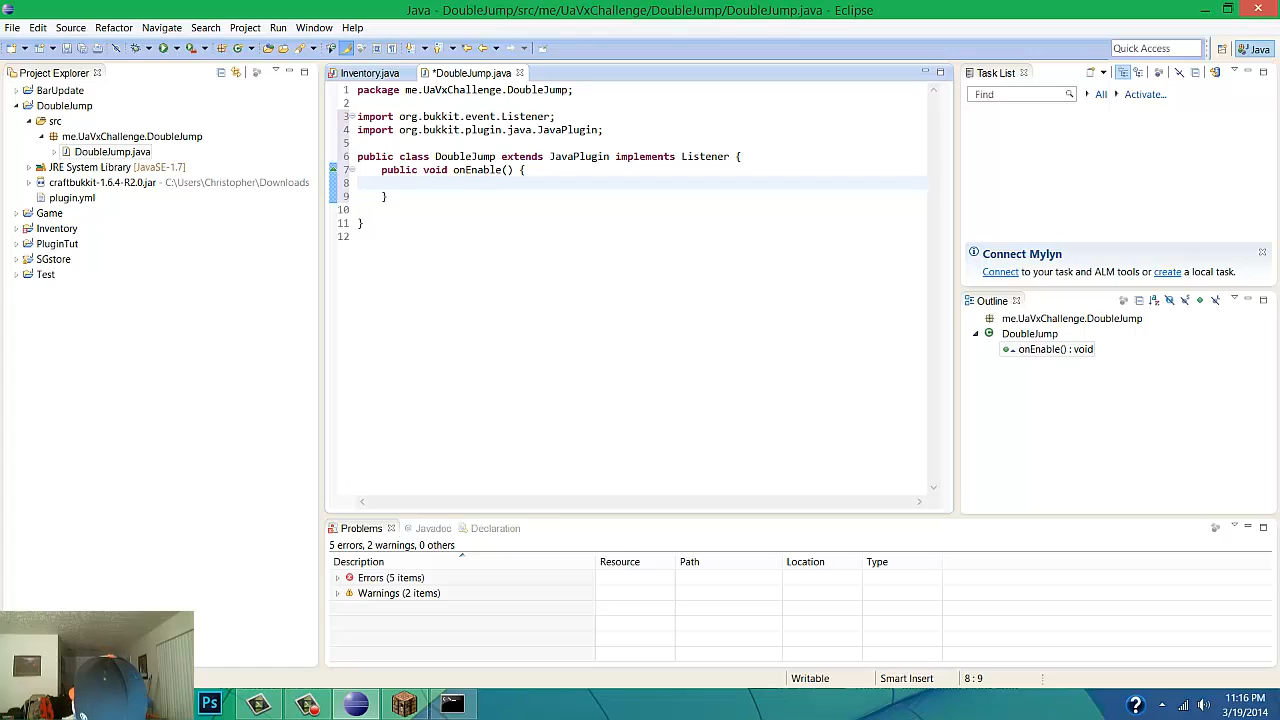 Java - DoubleJump/src/me/UaVxChallenge/DoubleJump/DoubleJump.java - Eclipse
File Edit Source Refactor Navigate Search Project Run Window Help
Quick Access
Java
Project Explorer
BarUpdate
DoubleJump
src
me.UaVxChallenge.DoubleJump
DoubleJump.java
JRE System Library [JavaSE-1.7]
craftbukkit-1.6.4-R2.0.jar - C:\Users\Christopher\Downloads
plugin.yml
Game
Inventory
PluginTut
SGstore
Test
Inventory.java
*DoubleJump.java
1 package me.UaVxChallenge.DoubleJump;
2
3 import org.bukkit.event.Listener;
4 import org.bukkit.plugin.java.JavaPlugin;
5
6 public class DoubleJump extends JavaPlugin implements Listener {
7 public void onEnable() {
8
9 }
10
11 }
12
Task List
Find
All
Activate...
Connect Mylyn
Connect to your task and ALM tools or create a local task.
Outline
me.UaVxChallenge.DoubleJump
DoubleJump
onEnable() : void
Problems
Javadoc
Declaration
5 errors, 2 warnings, 0 others
Description Resource Path Location Type
Errors (5 items)
Warnings (2 items)
Writable
Smart Insert
8 : 9
Ps
11:16 PM
3/19/2014